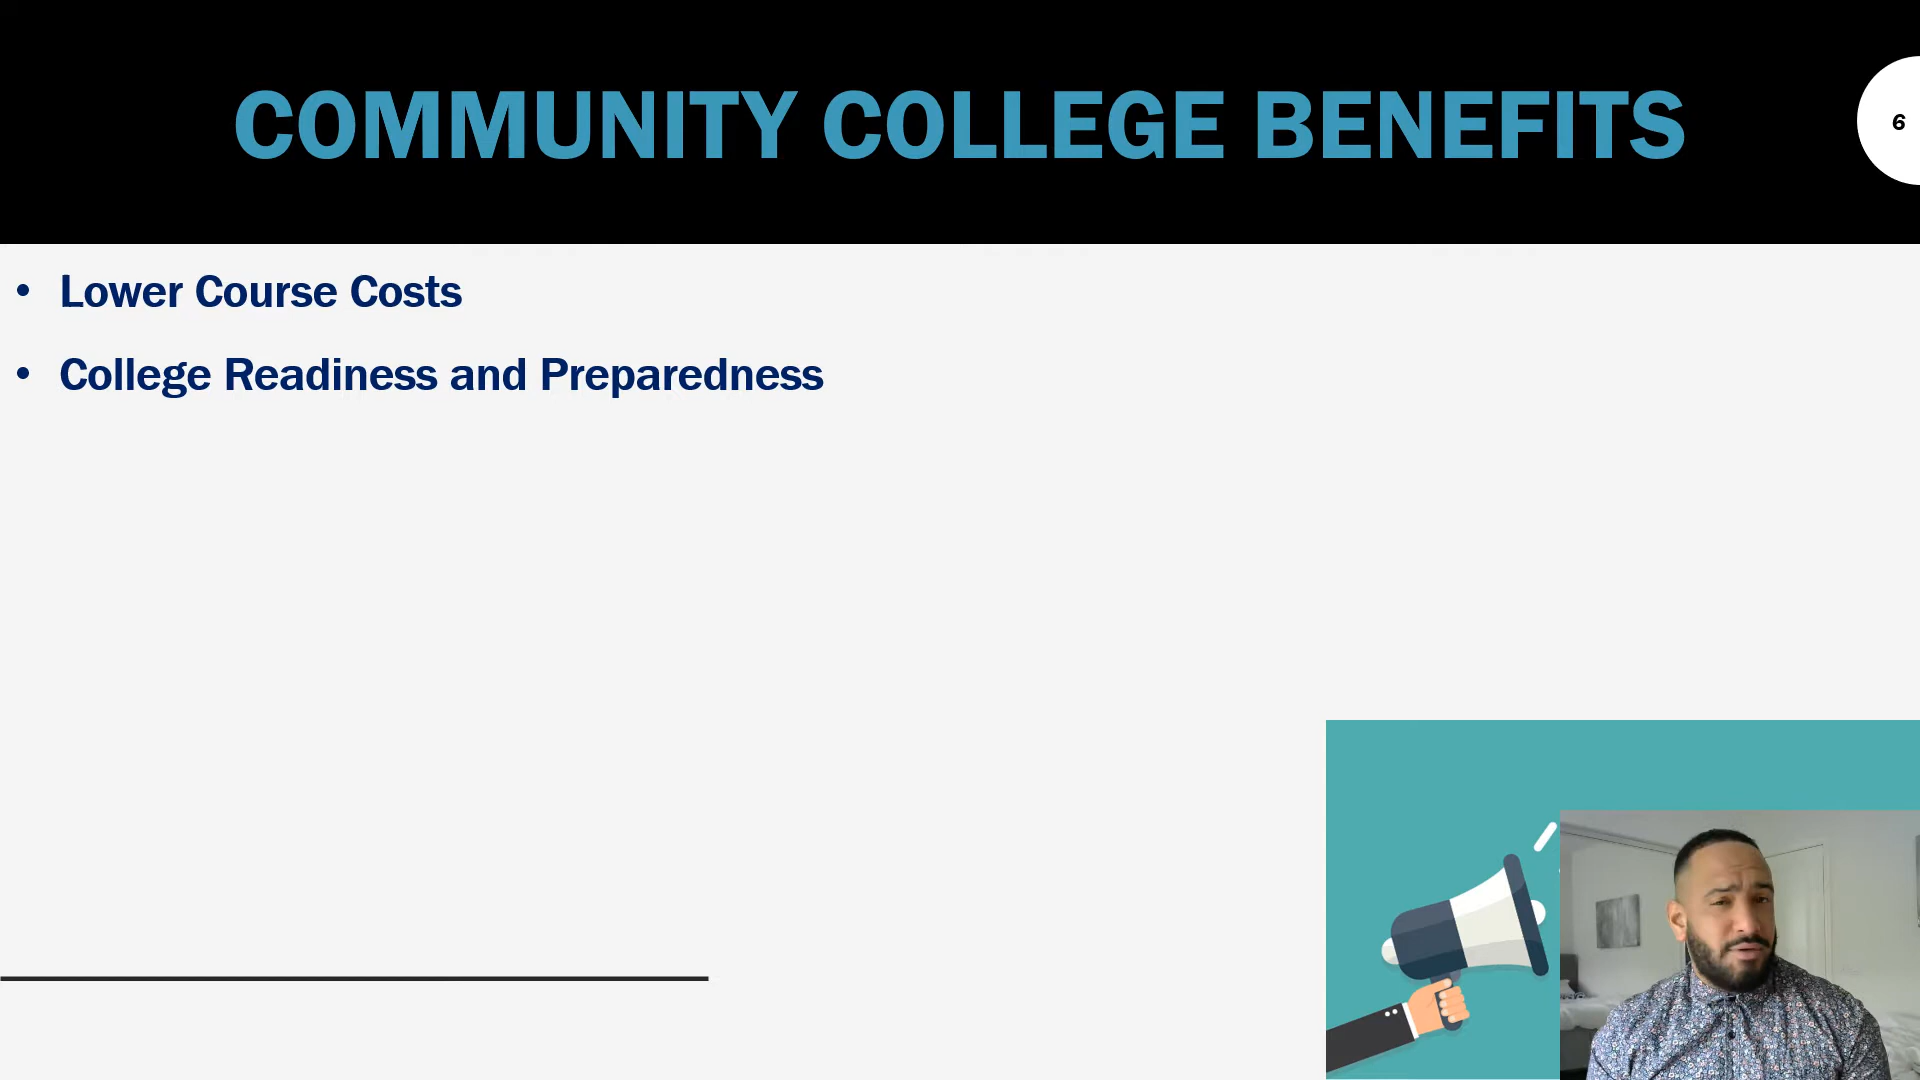 COMMUNITY COLLEGE BENEFITS
6
• Lower Course Costs
• College Readiness and Preparedness